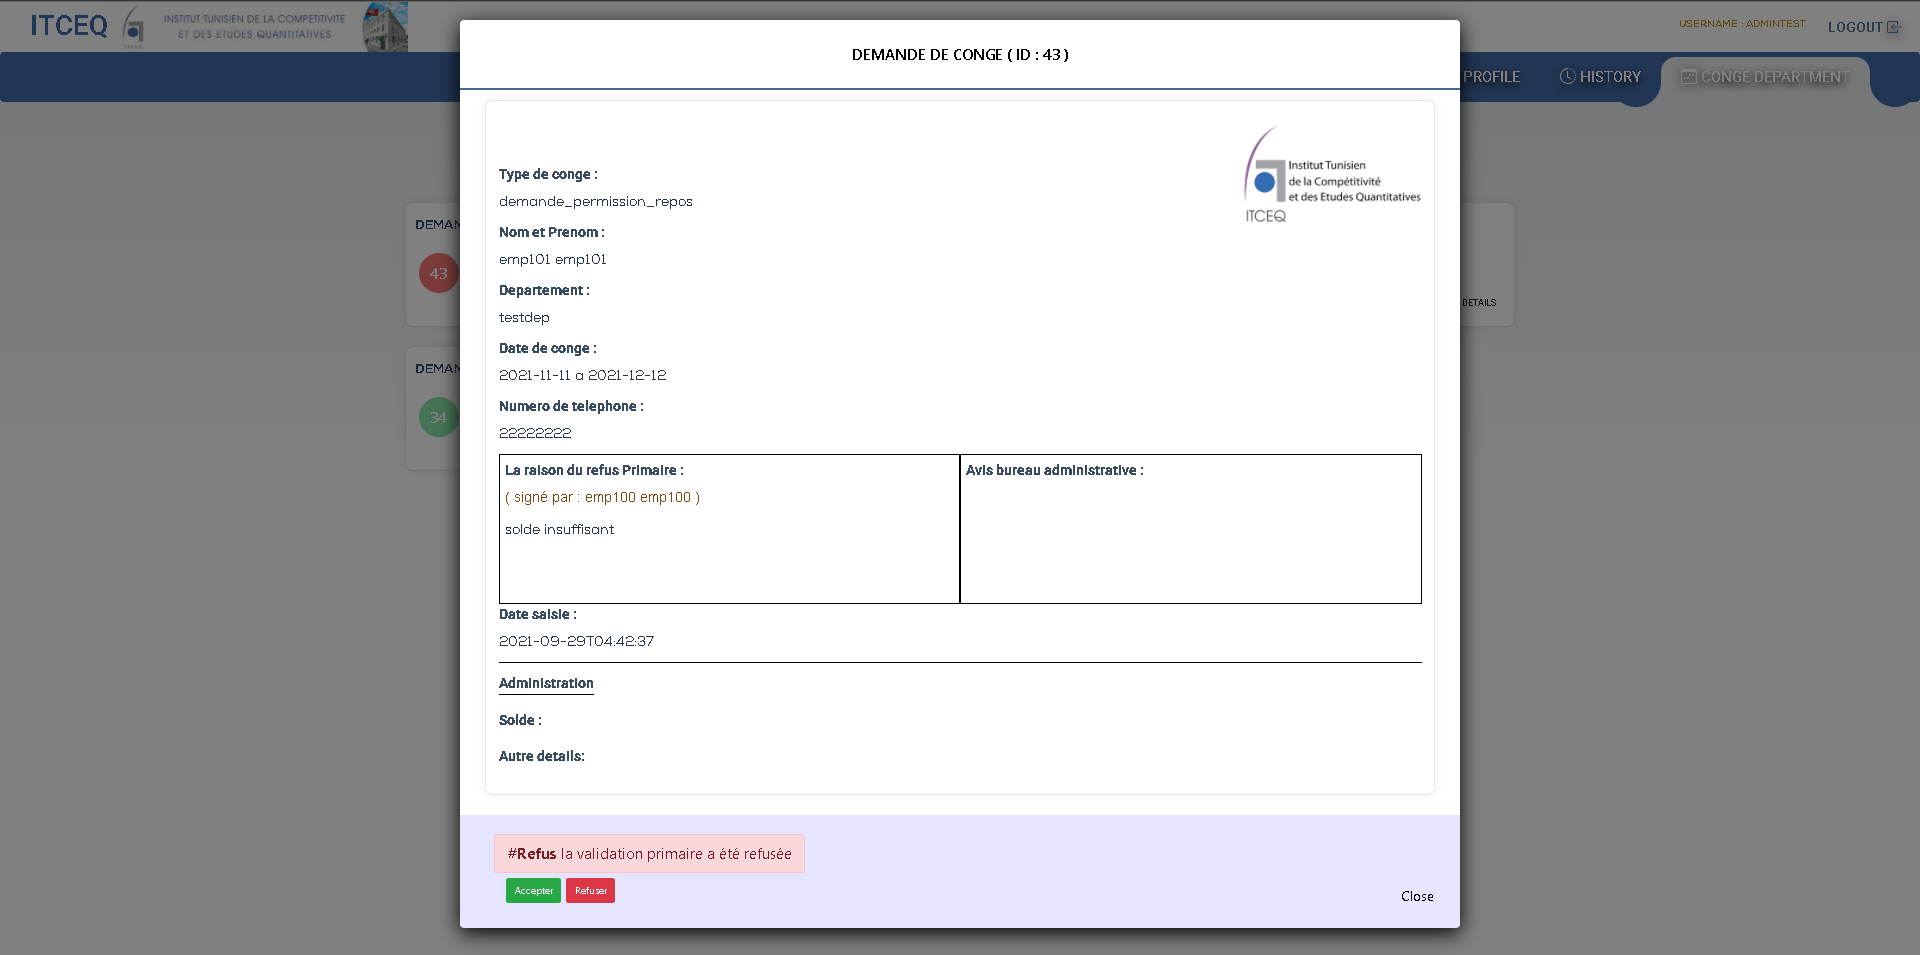 ITCEQ
INSTITUT TUNISIEN DE LA COMPETITIVITE
ET DES ETUDES QUANTITATIVES
USERNAME : ADMINTEST
LOGOUT
PROFILE
HISTORY
CONGE DEPARTMENT
DEMAN
43
DETAILS
DEMAN
34
DEMANDE DE CONGE ( ID : 43 )
Institut Tunisien
de la Compétitivité
et des Etudes Quantitatives
ITCEQ
Type de conge :
demande_permission_repos
Nom et Prenom :
emp101 emp101
Departement :
testdep
Date de conge :
2021-11-11 a 2021-12-12
Numero de telephone :
22222222
La raison du refus Primaire :
( signé par : emp100 emp100 )
solde insuffisant
Avis bureau administrative :
Date saisie :
2021-09-29T04:42:37
Administration
Solde :
Autre details:
#Refus la validation primaire a été refusée
Accepter
Refuser
Close